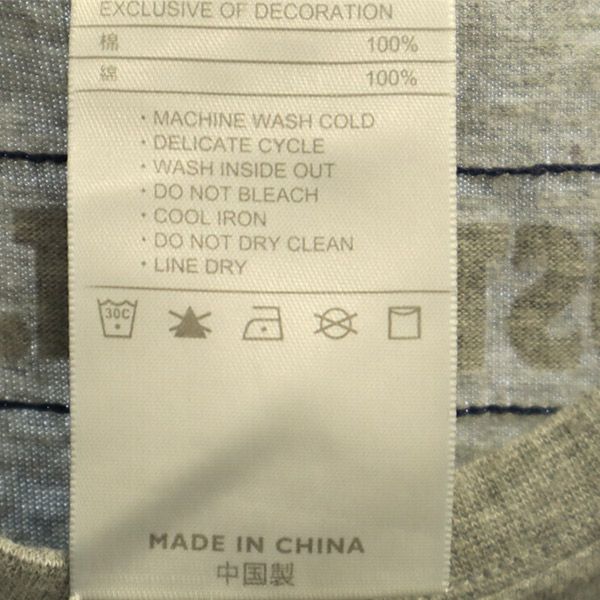 EXCLUSIVE OF DECORATION
棉 100%
綿 100%
・MACHINE WASH COLD
・DELICATE CYCLE
・WASH INSIDE OUT
・DO NOT BLEACH
・COOL IRON
・DO NOT DRY CLEAN
・LINE DRY
30C
MADE IN CHINA
中国製